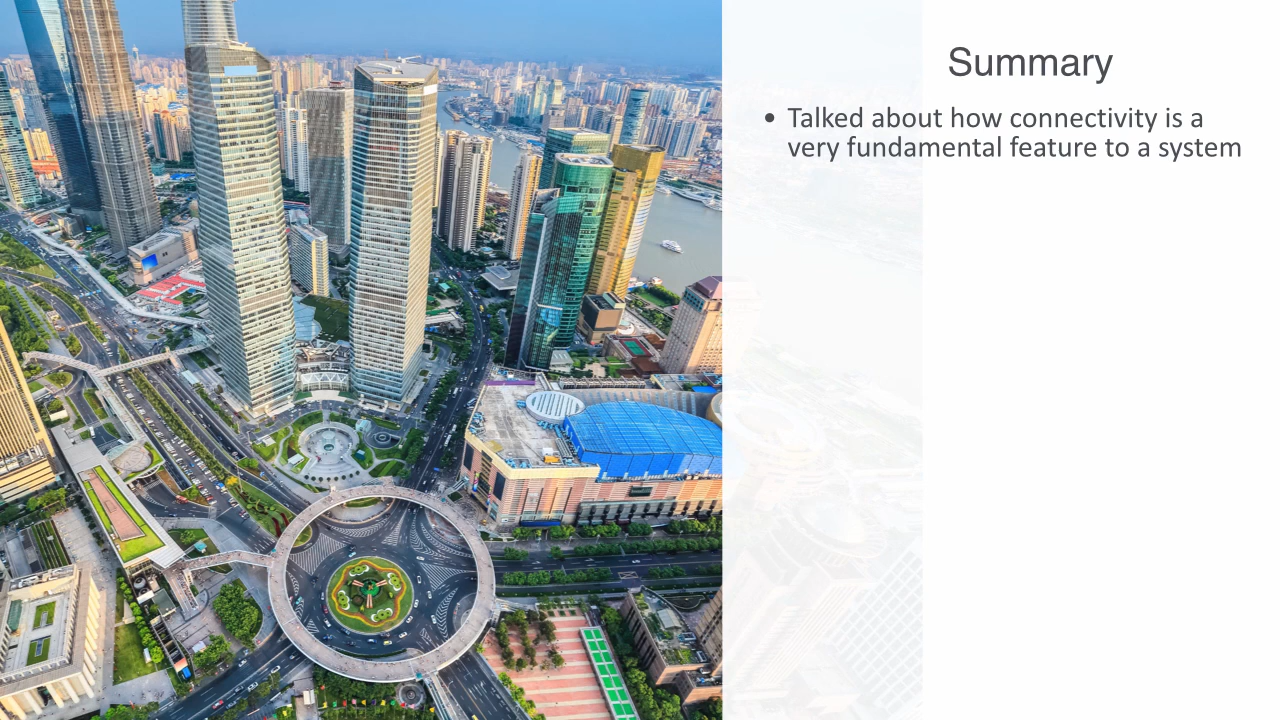 Summary
• Talked about how connectivity is a
very fundamental feature to a system